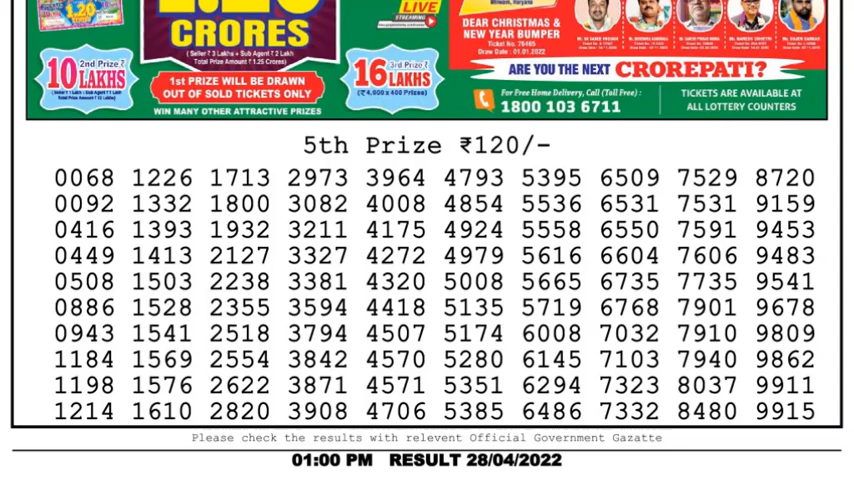 1.20
CRORES
(Seller ₹ 3 Lakhs + Sub Agent ₹ 2 Lakh
Total Prize Amount ₹ 1.25 Crores)
LIVE
STREAMING
DEAR CHRISTMAS &
NEW YEAR BUMPER
Ticket No. 76465
Draw Date : 01.01.2022
2nd Prize ₹
10 LAKHS
3rd Prize ₹
16 LAKHS
(₹ 4,000 x 400 Prizes)
1st PRIZE WILL BE DRAWN
OUT OF SOLD TICKETS ONLY
WIN MANY OTHER ATTRACTIVE PRIZES
ARE YOU THE NEXT CROREPATI?
For Free Home Delivery, Call (Toll Free) :
1800 103 6711
TICKETS ARE AVAILABLE AT
ALL LOTTERY COUNTERS
5th Prize ₹120/-
0068 1226 1713 2973 3964 4793 5395 6509 7529 8720
0092 1332 1800 3082 4008 4854 5536 6531 7531 9159
0416 1393 1932 3211 4175 4924 5558 6550 7591 9453
0449 1413 2127 3327 4272 4979 5616 6604 7606 9483
0508 1503 2238 3381 4320 5008 5665 6735 7735 9541
0886 1528 2355 3594 4418 5135 5719 6768 7901 9678
0943 1541 2518 3794 4507 5174 6008 7032 7910 9809
1184 1569 2554 3842 4570 5280 6145 7103 7940 9862
1198 1576 2622 3871 4571 5351 6294 7323 8037 9911
1214 1610 2820 3908 4706 5385 6486 7332 8480 9915
Please check the results with relevent Official Government Gazatte
01:00 PM RESULT 28/04/2022